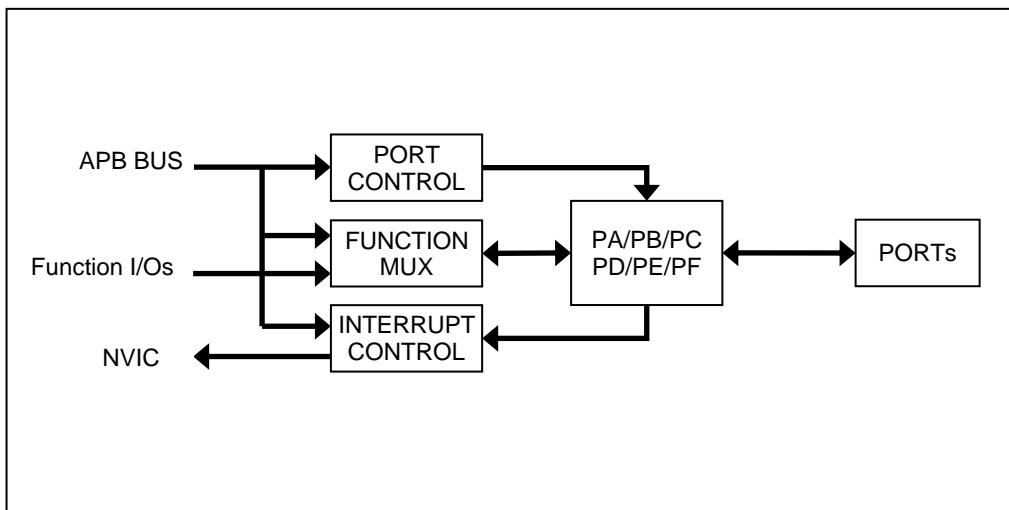 APB BUS
PORT
CONTROL
Function I/Os
FUNCTION
MUX
NVIC
INTERRUPT
CONTROL
PA/PB/PC
PD/PE/PF
PORTs